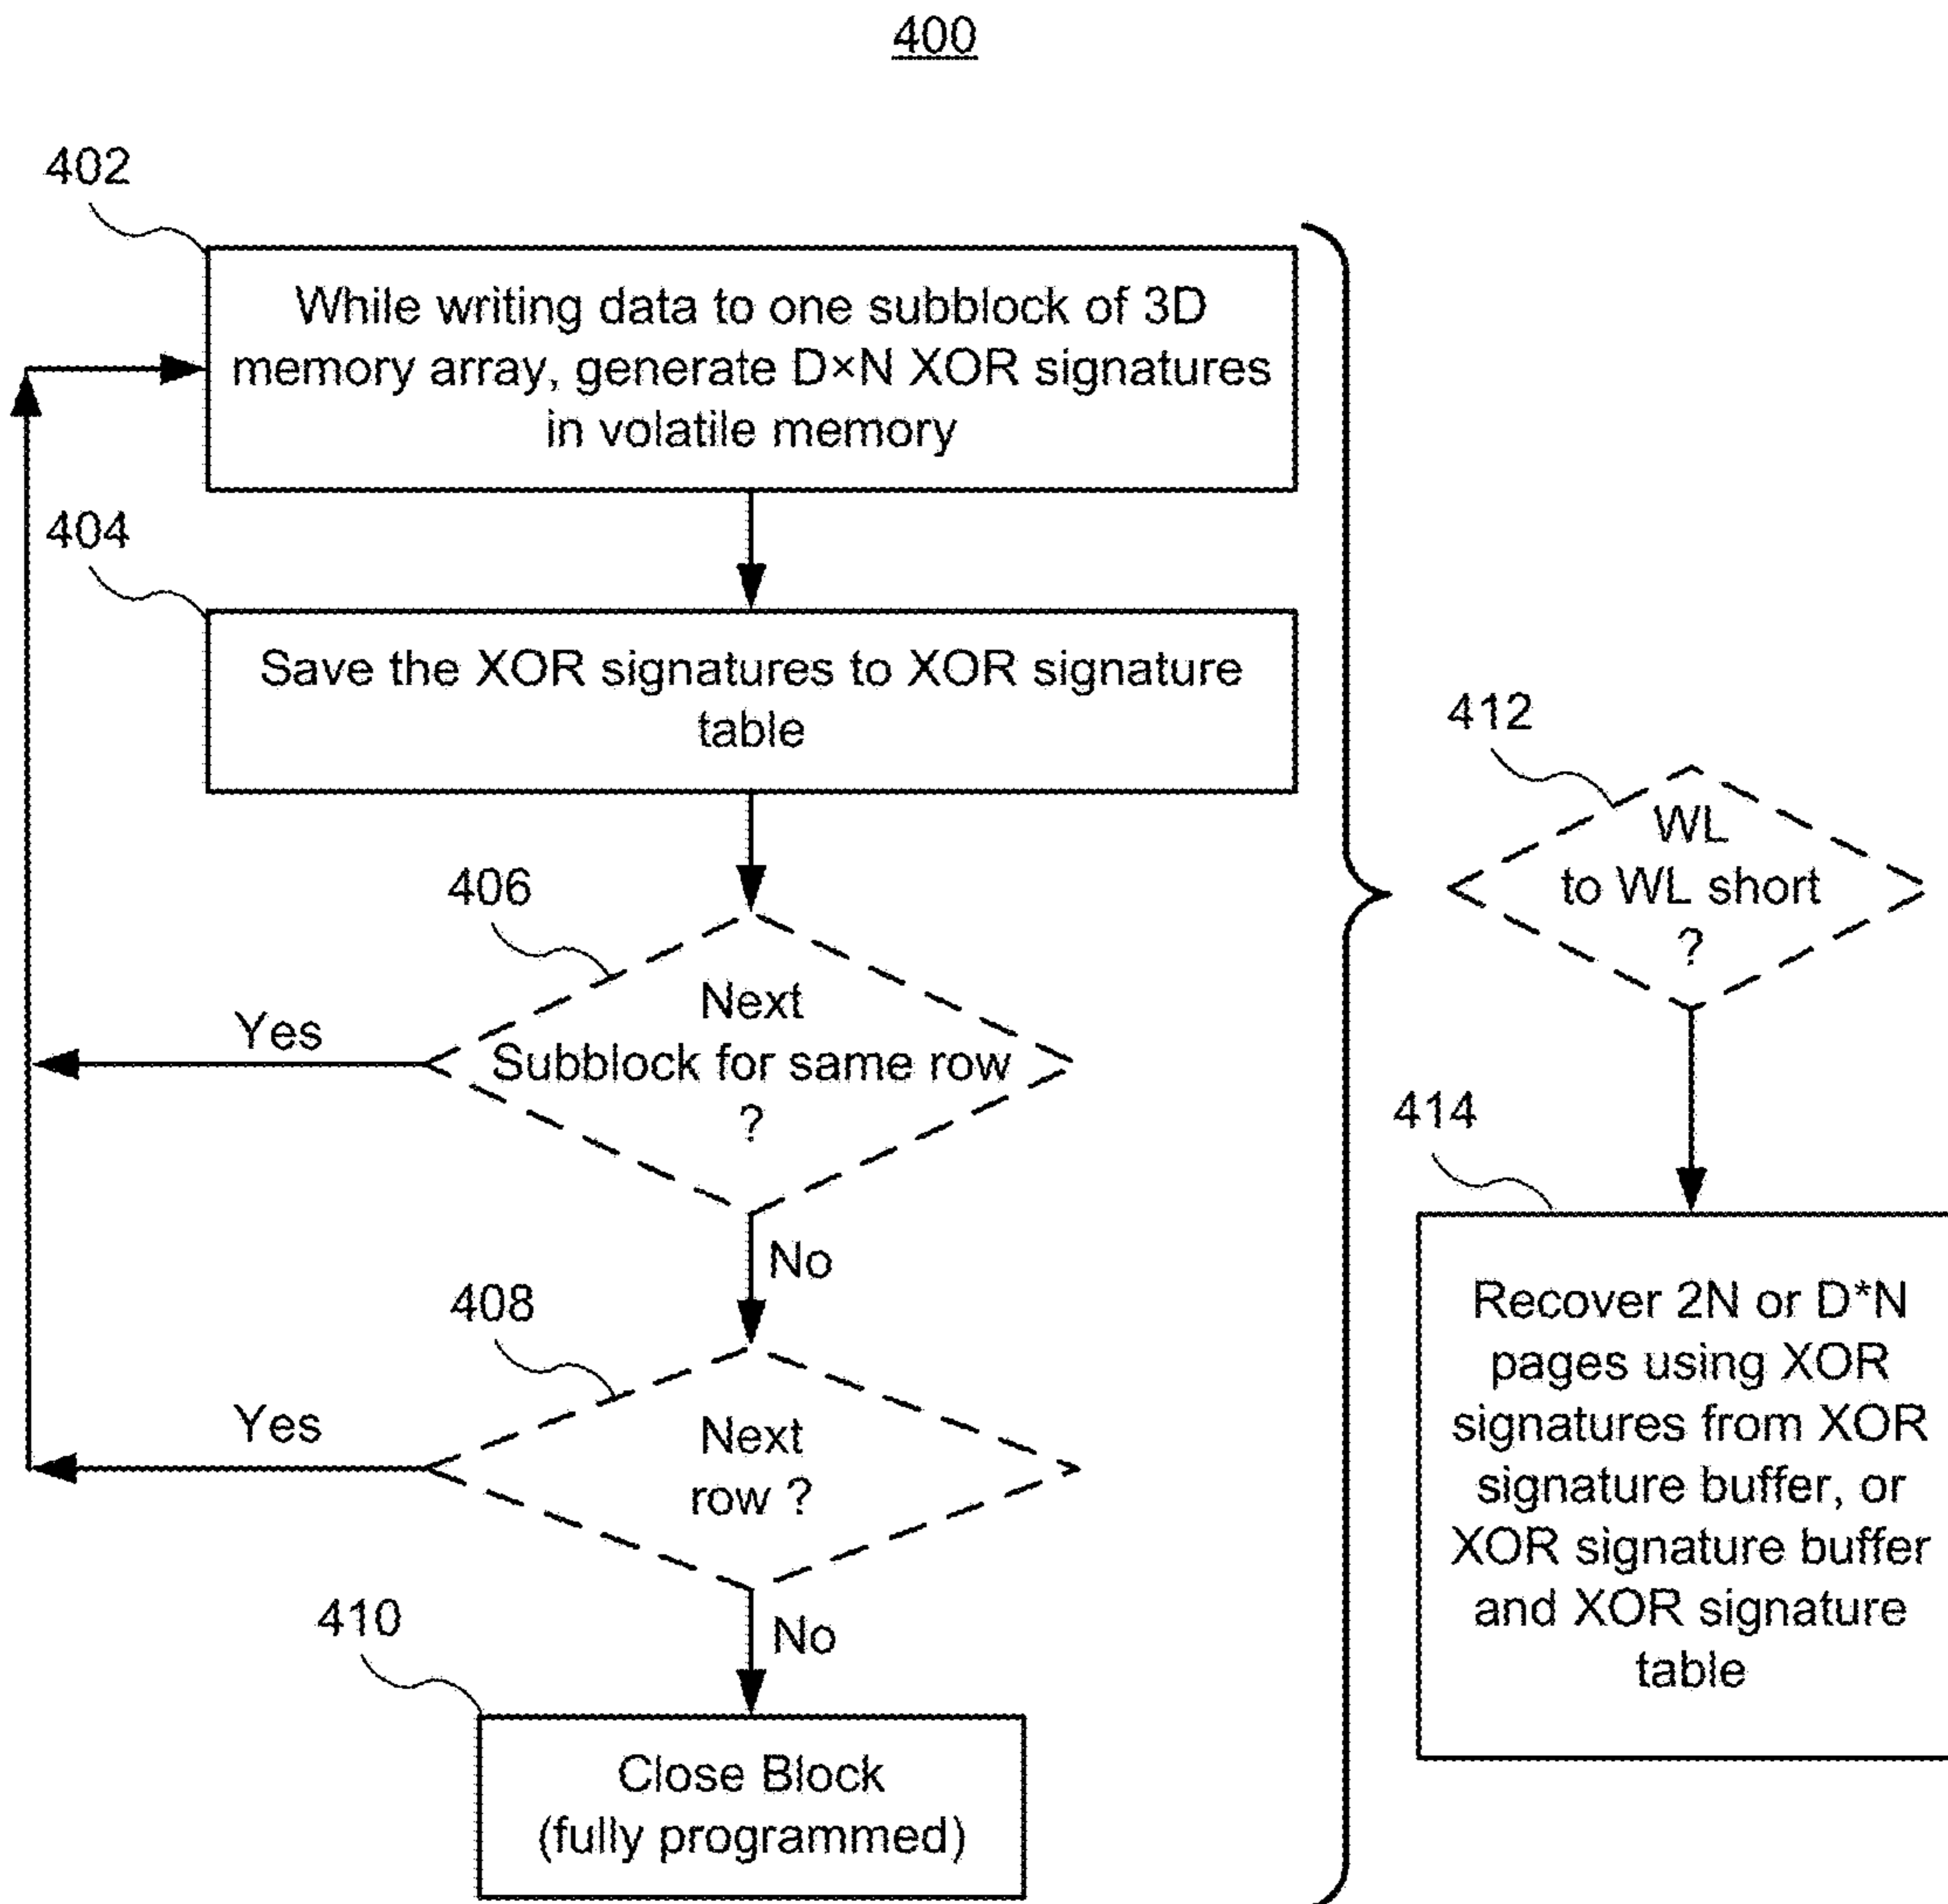 400
402
While writing data to one subblock of 3D
memory array, generate D×N XOR signatures
in volatile memory
404
Save the XOR signatures to XOR signature
table
406
Next
Subblock for same row
?
Yes
No
408
Next
row ?
Yes
No
410
Close Block
(fully programmed)
412
WL
to WL short
?
414
Recover 2N or D*N
pages using XOR
signatures from XOR
signature buffer, or
XOR signature buffer
and XOR signature
table